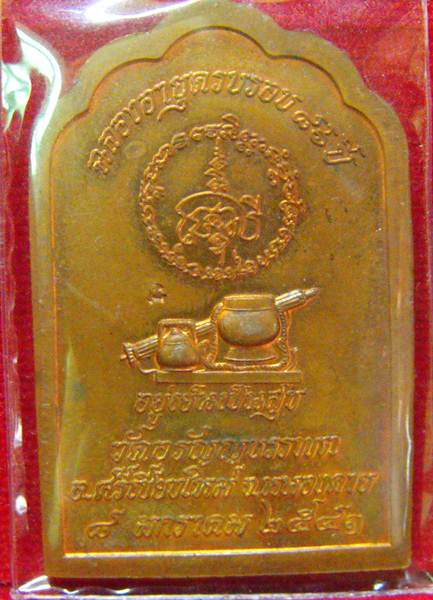 ฉลองอายุครบรอบ ๘๖ ปี
อยู่เย็นเป็นสุข
วัดอรัญญบรรพต
อ.ศรีเชียงใหม่ จ.หนองคาย
๘ มกราคม ๒๕๔๑